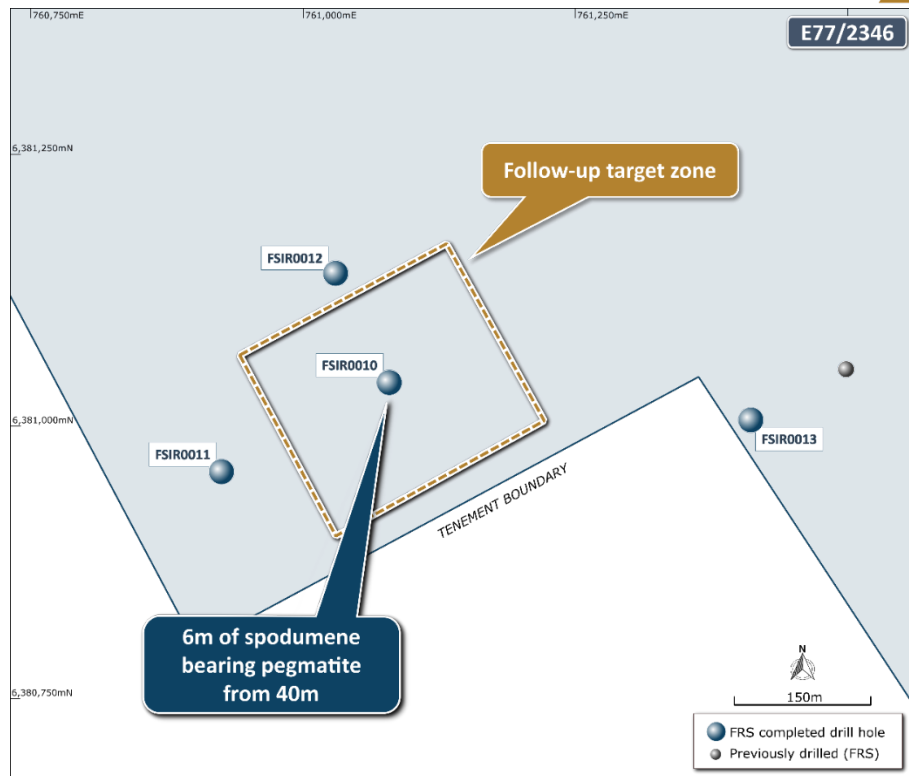 760,750mE
761,000mE
761,250mE
E77/2346
6,381,250mN
Follow-up target zone
FSIR0012
FSIR0010
6,381,000mN
FSIR0011
FSIR0013
TENEMENT BOUNDARY
6m of spodumene
bearing pegmatite
from 40m
N
6,380,750mN
150m
FRS completed drill hole
Previously drilled (FRS)